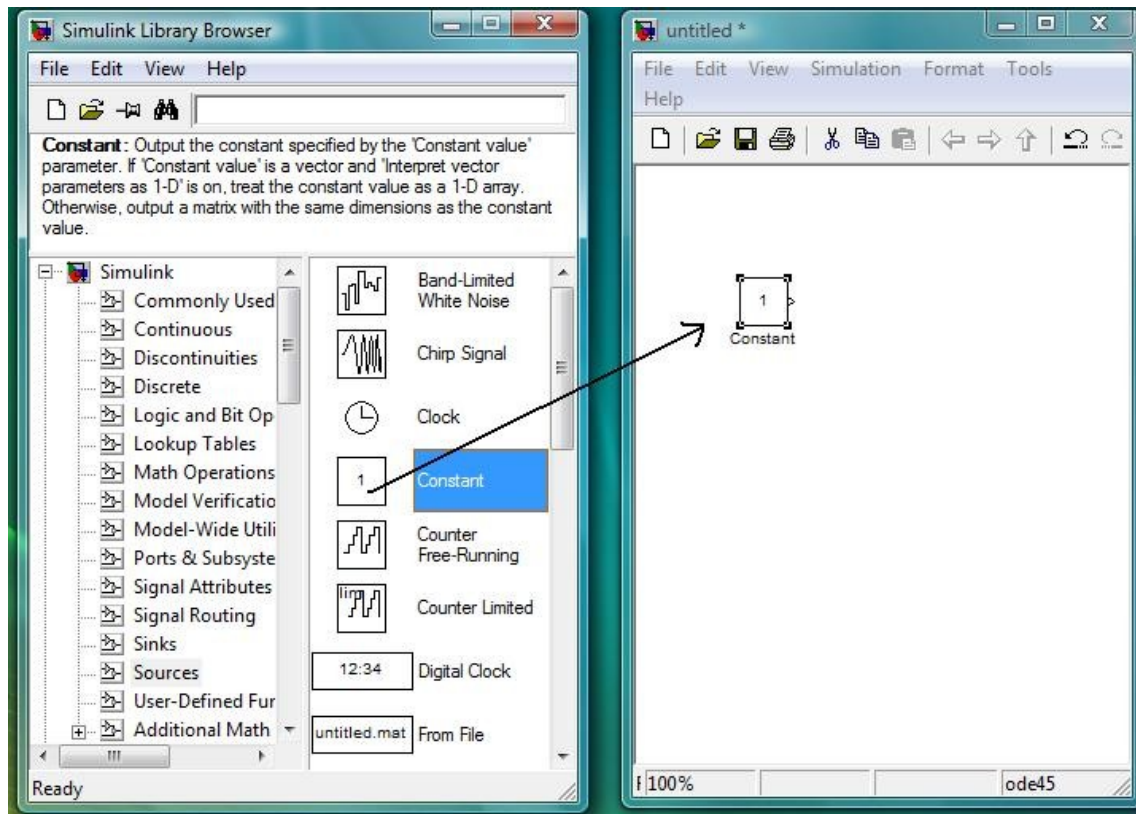 Simulink Library Browser
File Edit View Help
Constant: Output the constant specified by the 'Constant value'
parameter. If 'Constant value' is a vector and 'Interpret vector
parameters as 1-D' is on, treat the constant value as a 1-D array.
Otherwise, output a matrix with the same dimensions as the constant
value.
Simulink
Commonly Used
Continuous
Discontinuities
Discrete
Logic and Bit Op
Lookup Tables
Math Operations
Model Verificatio
Model-Wide Utili
Ports & Subsyste
Signal Attributes
Signal Routing
Sinks
Sources
User-Defined Fur
Additional Math
Band-Limited
White Noise
Chirp Signal
Clock
1 Constant
Counter
Free-Running
lim Counter Limited
12:34 Digital Clock
untitled.mat From File
Ready
untitled *
File Edit View Simulation Format Tools
Help
1
Constant
100% ode45